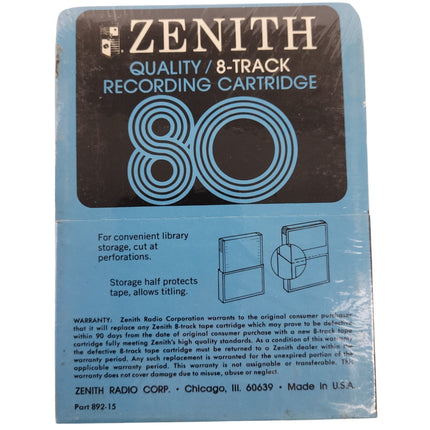 ZENITH
QUALITY / 8-TRACK
RECORDING CARTRIDGE
80
For convenient library
storage, cut at
perforations.
Storage half protects
tape, allows titling.
WARRANTY: Zenith Radio Corporation warrants to the original consumer purchaser
that it will replace any Zenith 8-track tape cartridge which may prove to be defective
within 90 days from the date of original consumer purchase with a new 8-track tape
cartridge fully meeting Zenith's high quality standards. As a condition of this warranty
the defective 8-track tape cartridge must be returned to a Zenith dealer within the
warranty period. Any such replacement is warranted for the unexpired portion of the
applicable warranty period. This warranty is not assignable or transferable. This
warranty does not cover damage due to misuse, abuse or neglect.
ZENITH RADIO CORP. • Chicago, Ill. 60639 • Made in U.S.A.
Part 892-15